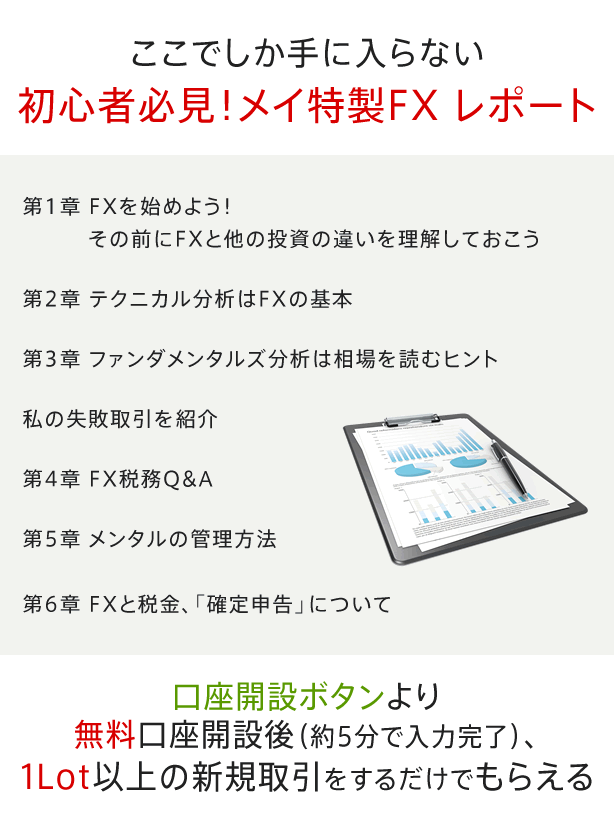 ここでしか手に入らない
初心者必見!メイ特製FX レポート
第1章 FXを始めよう!
その前にFXと他の投資の違いを理解しておこう
第2章 テクニカル分析はFXの基本
第3章 ファンダメンタルズ分析は相場を読むヒント
私の失敗取引を紹介
第4章 FX税務Q&A
第5章 メンタルの管理方法
第6章 FXと税金、「確定申告」について
口座開設ボタンより
無料口座開設後(約5分で入力完了)、
1Lot以上の新規取引をするだけでもらえる